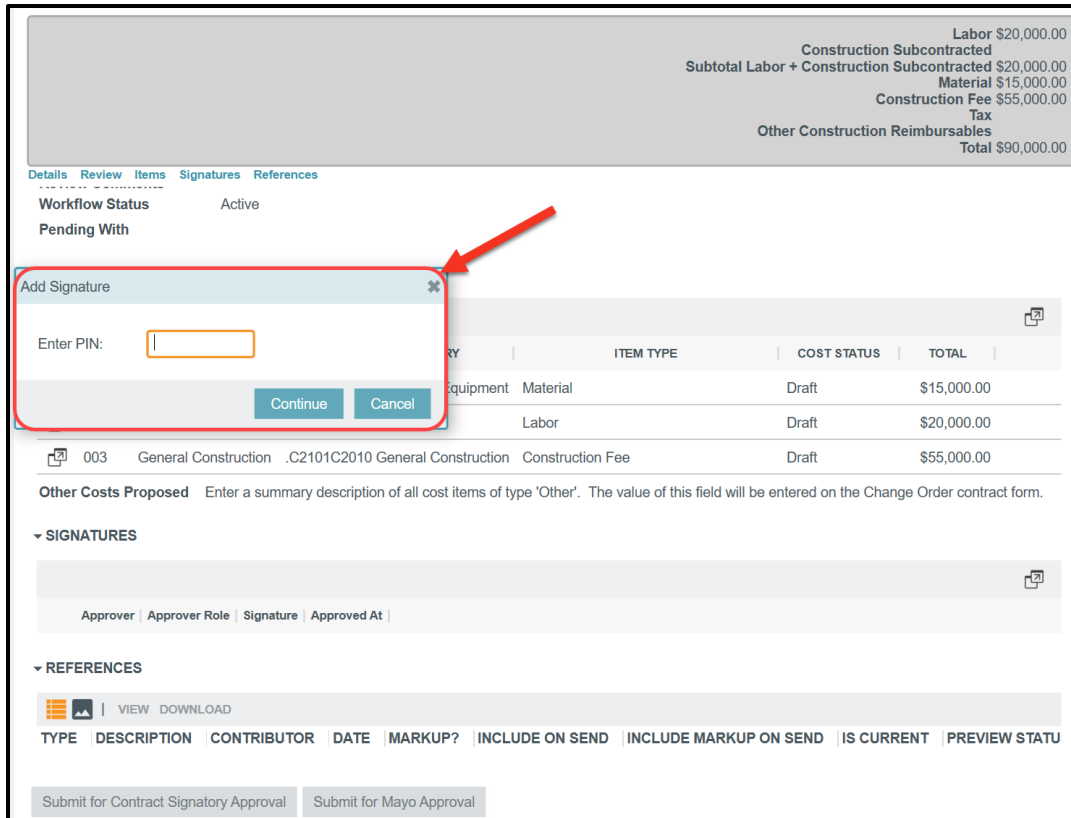 Labor $20,000.00
Construction Subcontracted
Subtotal Labor + Construction Subcontracted $20,000.00
Material $15,000.00
Construction Fee $55,000.00
Tax
Other Construction Reimbursables
Total $90,000.00
Details Review Items Signatures References
Workflow Status Active
Pending With
Add Signature
Enter PIN:
Continue Cancel
RY ITEM TYPE COST STATUS TOTAL
Equipment Material Draft $15,000.00
Labor Draft $20,000.00
003 General Construction .C2101C2010 General Construction Construction Fee Draft $55,000.00
Other Costs Proposed Enter a summary description of all cost items of type 'Other'. The value of this field will be entered on the Change Order contract form.
SIGNATURES
Approver Approver Role Signature Approved At
REFERENCES
VIEW DOWNLOAD
TYPE DESCRIPTION CONTRIBUTOR DATE MARKUP? INCLUDE ON SEND INCLUDE MARKUP ON SEND IS CURRENT PREVIEW STATU
Submit for Contract Signatory Approval Submit for Mayo Approval